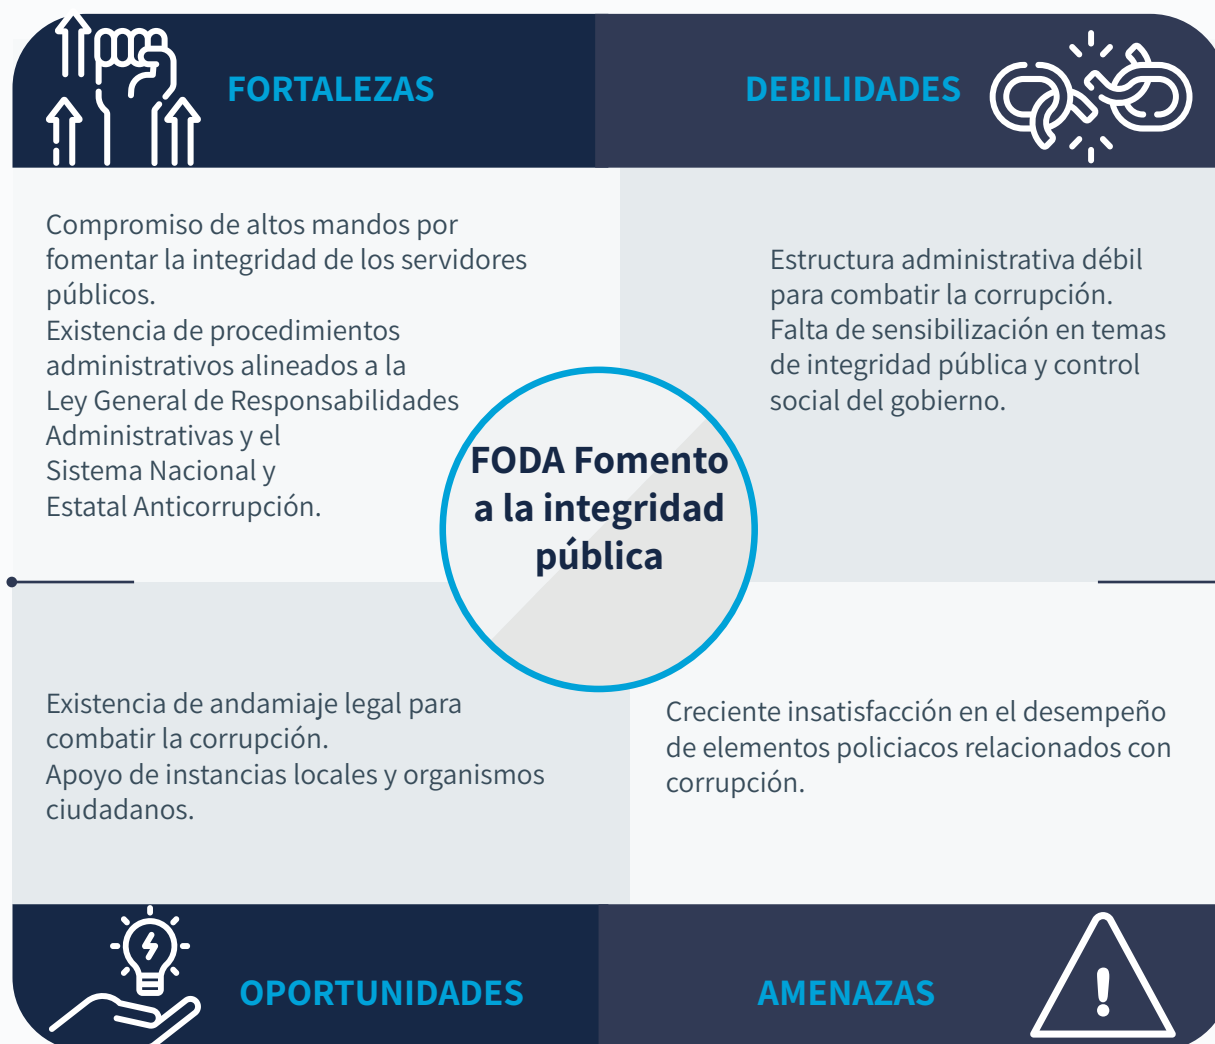 FORTALEZAS
Compromiso de altos mandos por
fomentar la integridad de los servidores
públicos.
Existencia de procedimientos
administrativos alineados a la
Ley General de Responsabilidades
Administrativas y el
Sistema Nacional y
Estatal Anticorrupción.
DEBILIDADES
Estructura administrativa débil
para combatir la corrupción.
Falta de sensibilización en temas
de integridad pública y control
social del gobierno.
FODA Fomento
a la integridad
pública
Existencia de andamiaje legal para
combatir la corrupción.
Apoyo de instancias locales y organismos
ciudadanos.
OPORTUNIDADES
Creciente insatisfacción en el desempeño
de elementos policiacos relacionados con
corrupción.
AMENAZAS